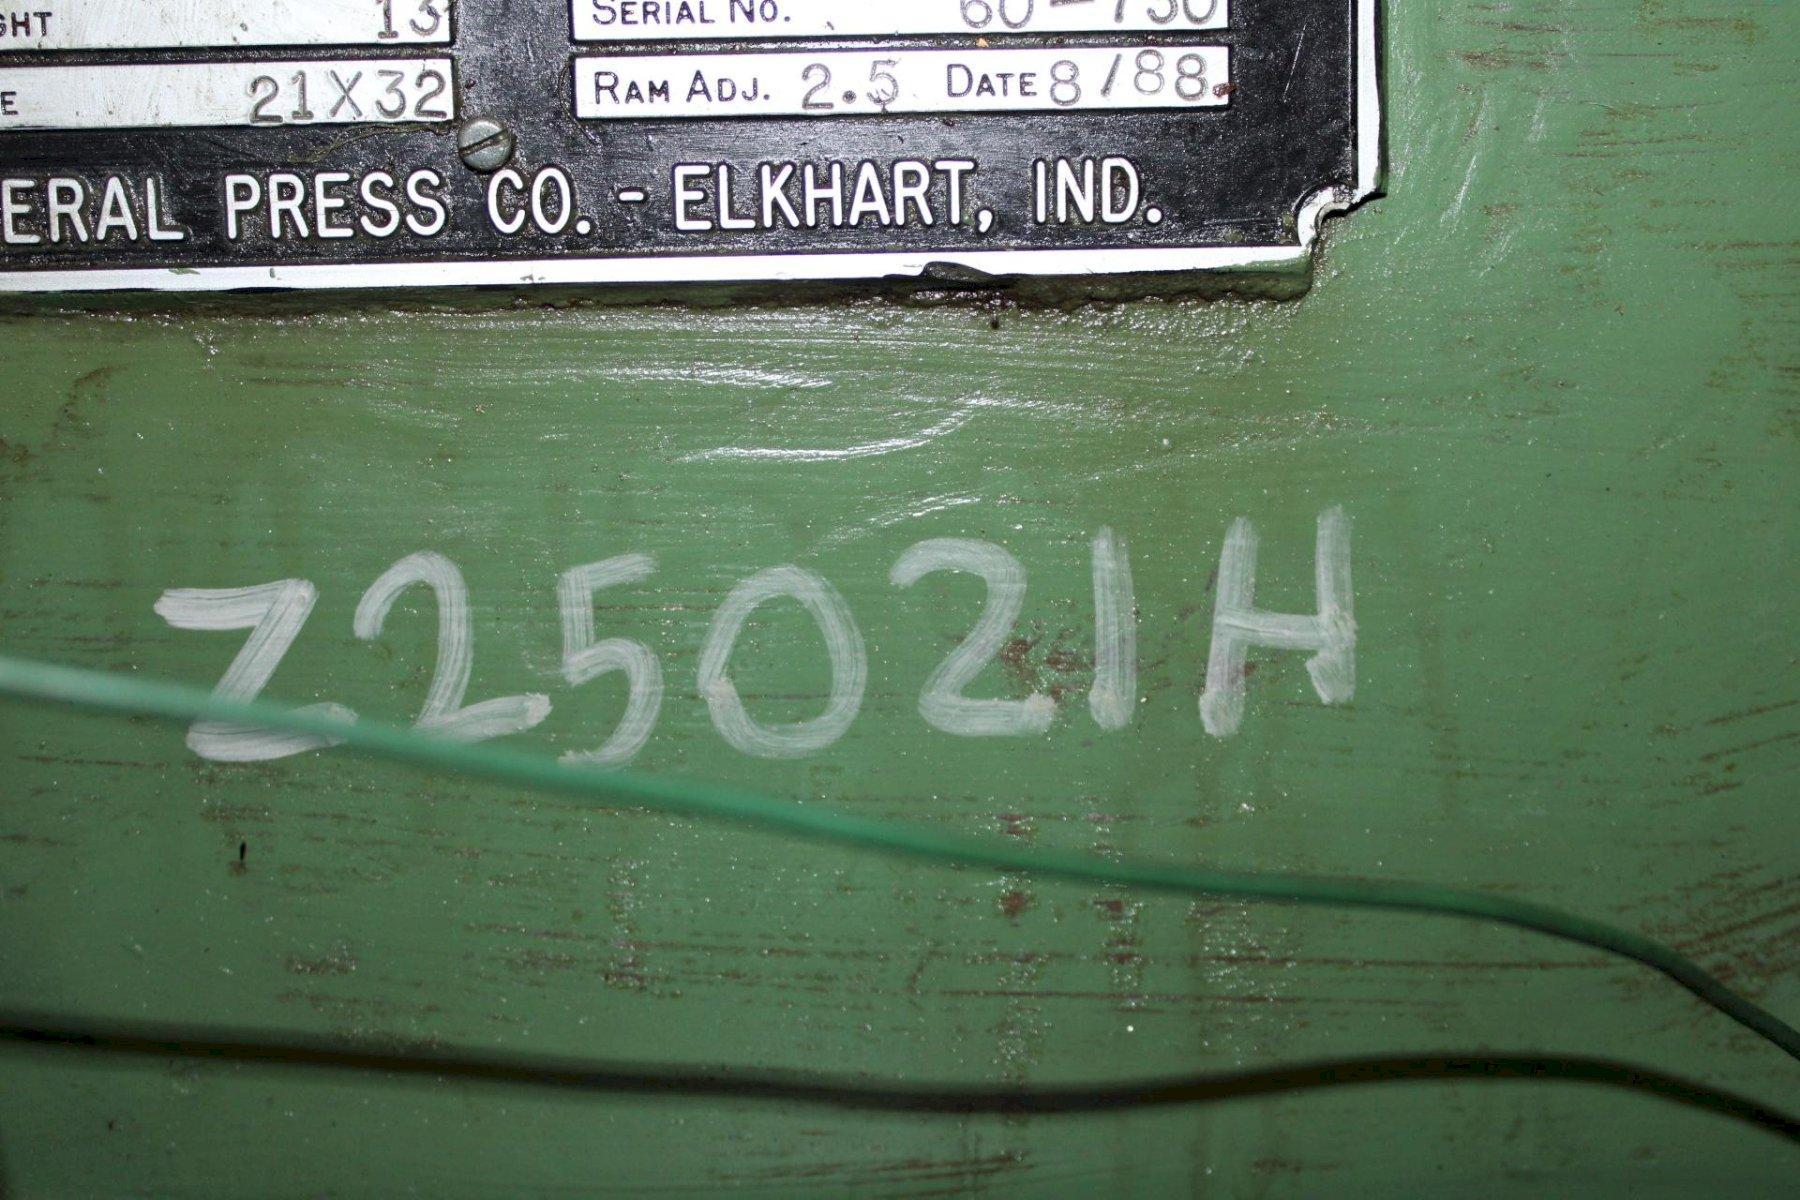 GHT 13
SERIAL NO. 60-750
E 21X32
RAM ADJ. 2.5 DATE 8/88
ERAL PRESS CO. - ELKHART, IND.
Z25021H